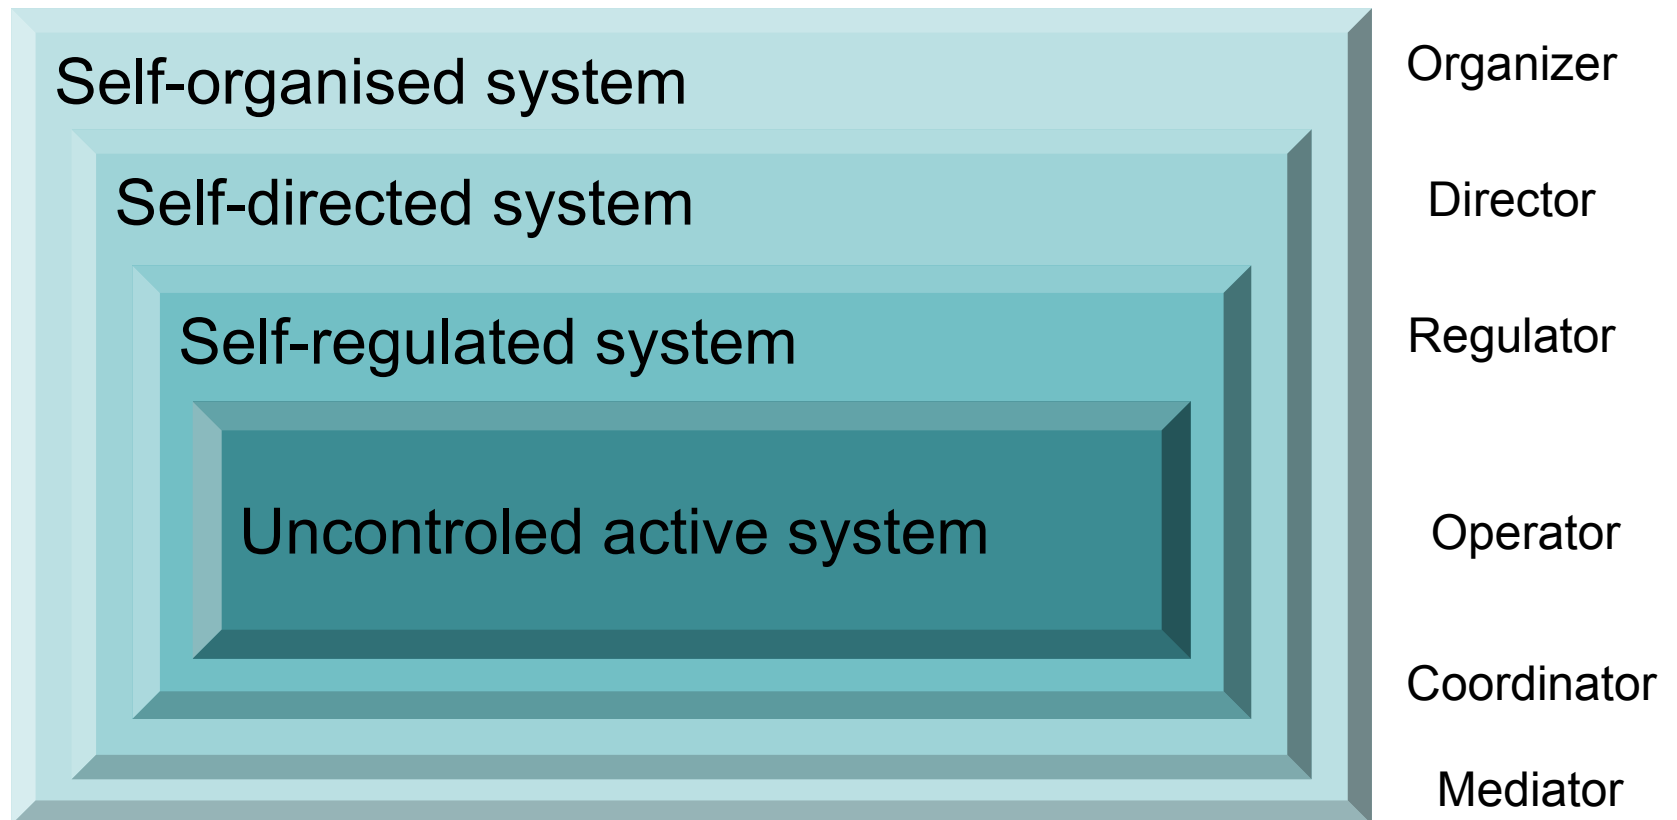 Self-organised system
Organizer
Self-directed system
Director
Self-regulated system
Regulator
Uncontroled active system
Operator
Coordinator
Mediator